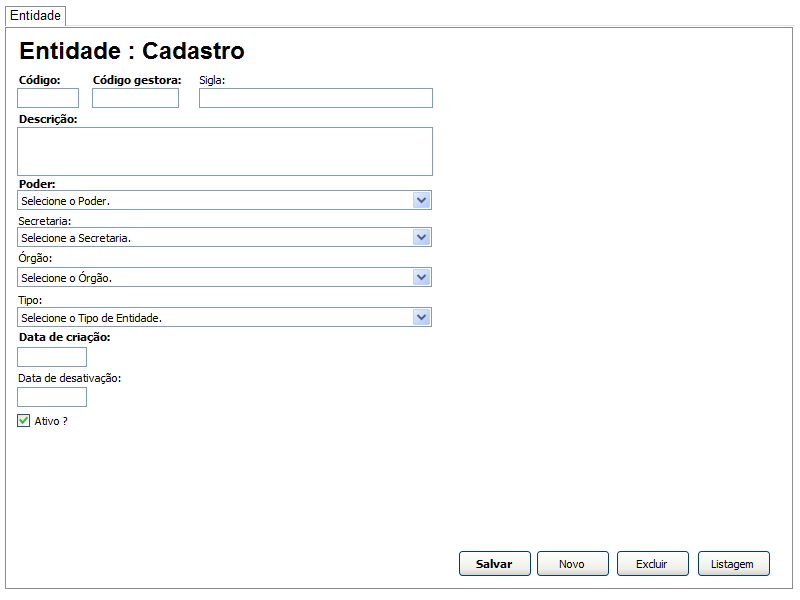 Entidade
Entidade : Cadastro
Código: Código gestora: Sigla:
Descrição:
Poder:
Selecione o Poder.
Secretaria:
Selecione a Secretaria.
Órgão:
Selecione o Órgão.
Tipo:
Selecione o Tipo de Entidade.
Data de criação:
Data de desativação:
Ativo ?
Salvar Novo Excluir Listagem